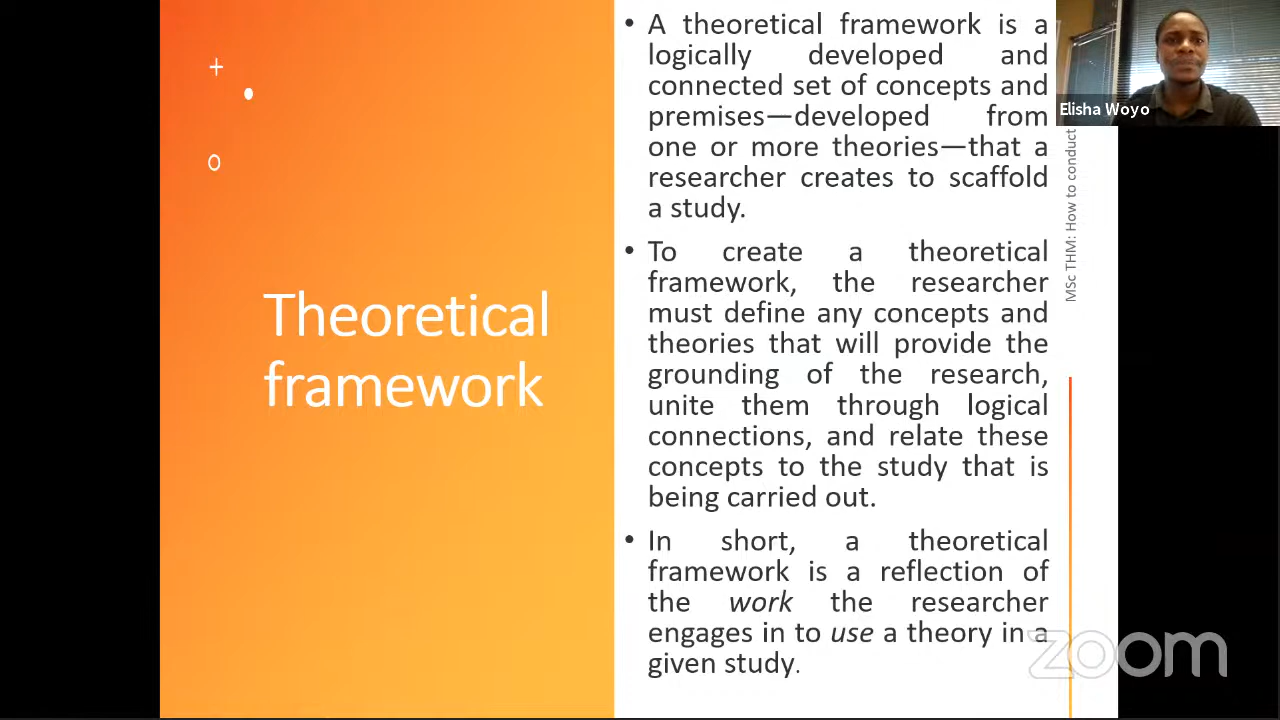 Theoretical
framework
• A theoretical framework is a
logically developed and
connected set of concepts and
premises—developed from
one or more theories—that a
researcher creates to scaffold
a study.
• To create a theoretical
framework, the researcher
must define any concepts and
theories that will provide the
grounding of the research,
unite them through logical
connections, and relate these
concepts to the study that is
being carried out.
• In short, a theoretical
framework is a reflection of
the work the researcher
engages in to use a theory in a
given study.
Elisha Woyo
MSc THM: How to conduct
zoom